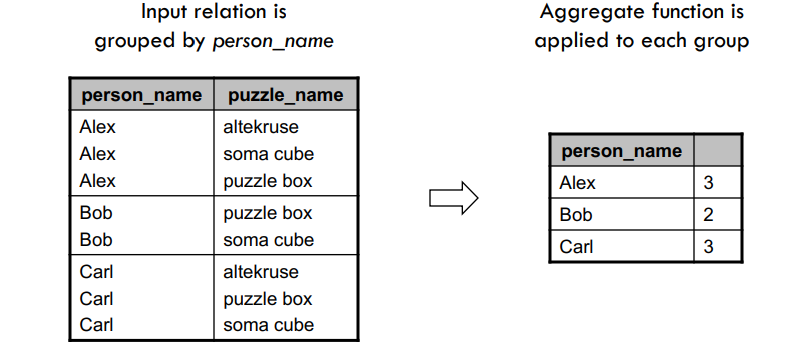 Input relation is
grouped by person_name
person_name puzzle_name
Alex altekruse
Alex soma cube
Alex puzzle box
Bob puzzle box
Bob soma cube
Carl altekruse
Carl puzzle box
Carl soma cube
Aggregate function is
applied to each group
person_name
Alex 3
Bob 2
Carl 3